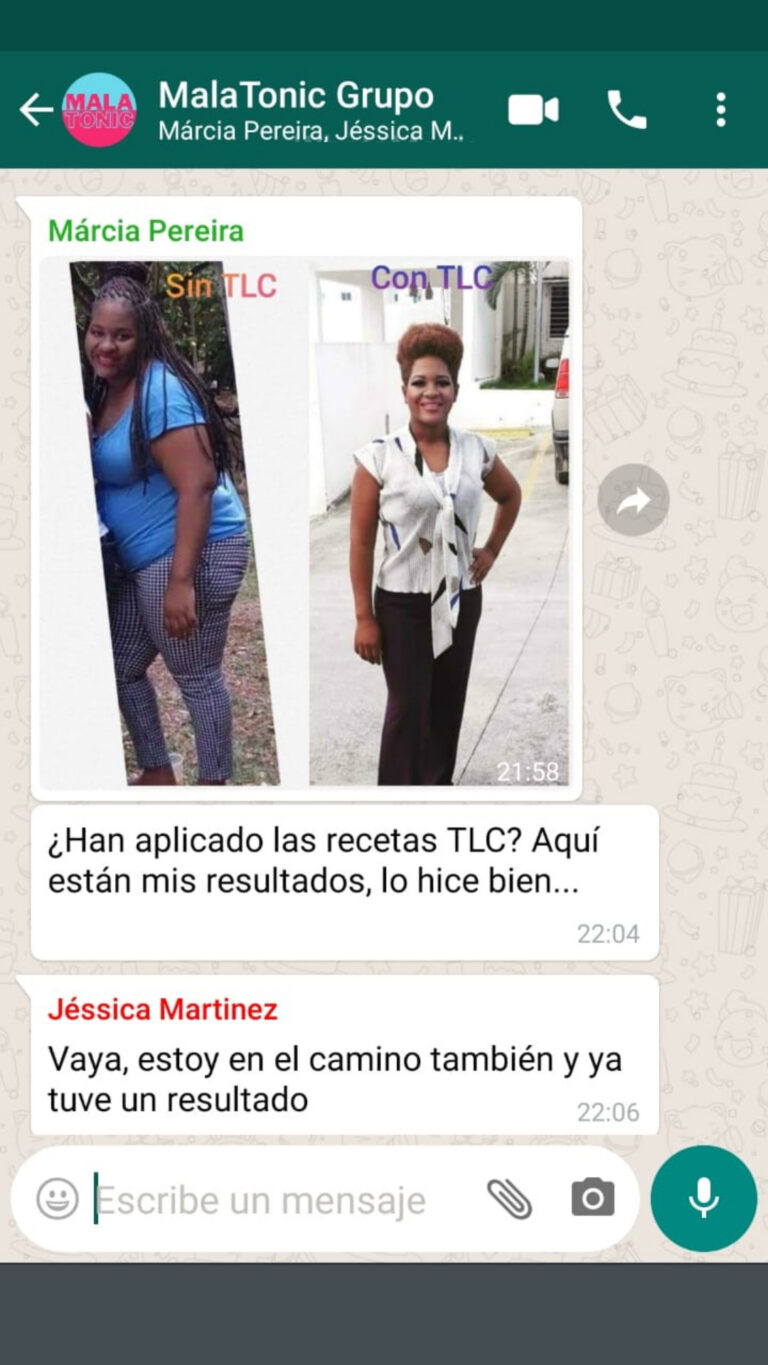 MALA
TONIC
MalaTonic Grupo
Márcia Pereira, Jéssica M..
Márcia Pereira
Sin TLC
Con TLC
21:58
¿Han aplicado las recetas TLC? Aquí
están mis resultados, lo hice bien...
22:04
Jéssica Martinez
Vaya, estoy en el camino también y ya
tuve un resultado
22:06
Escribe un mensaje